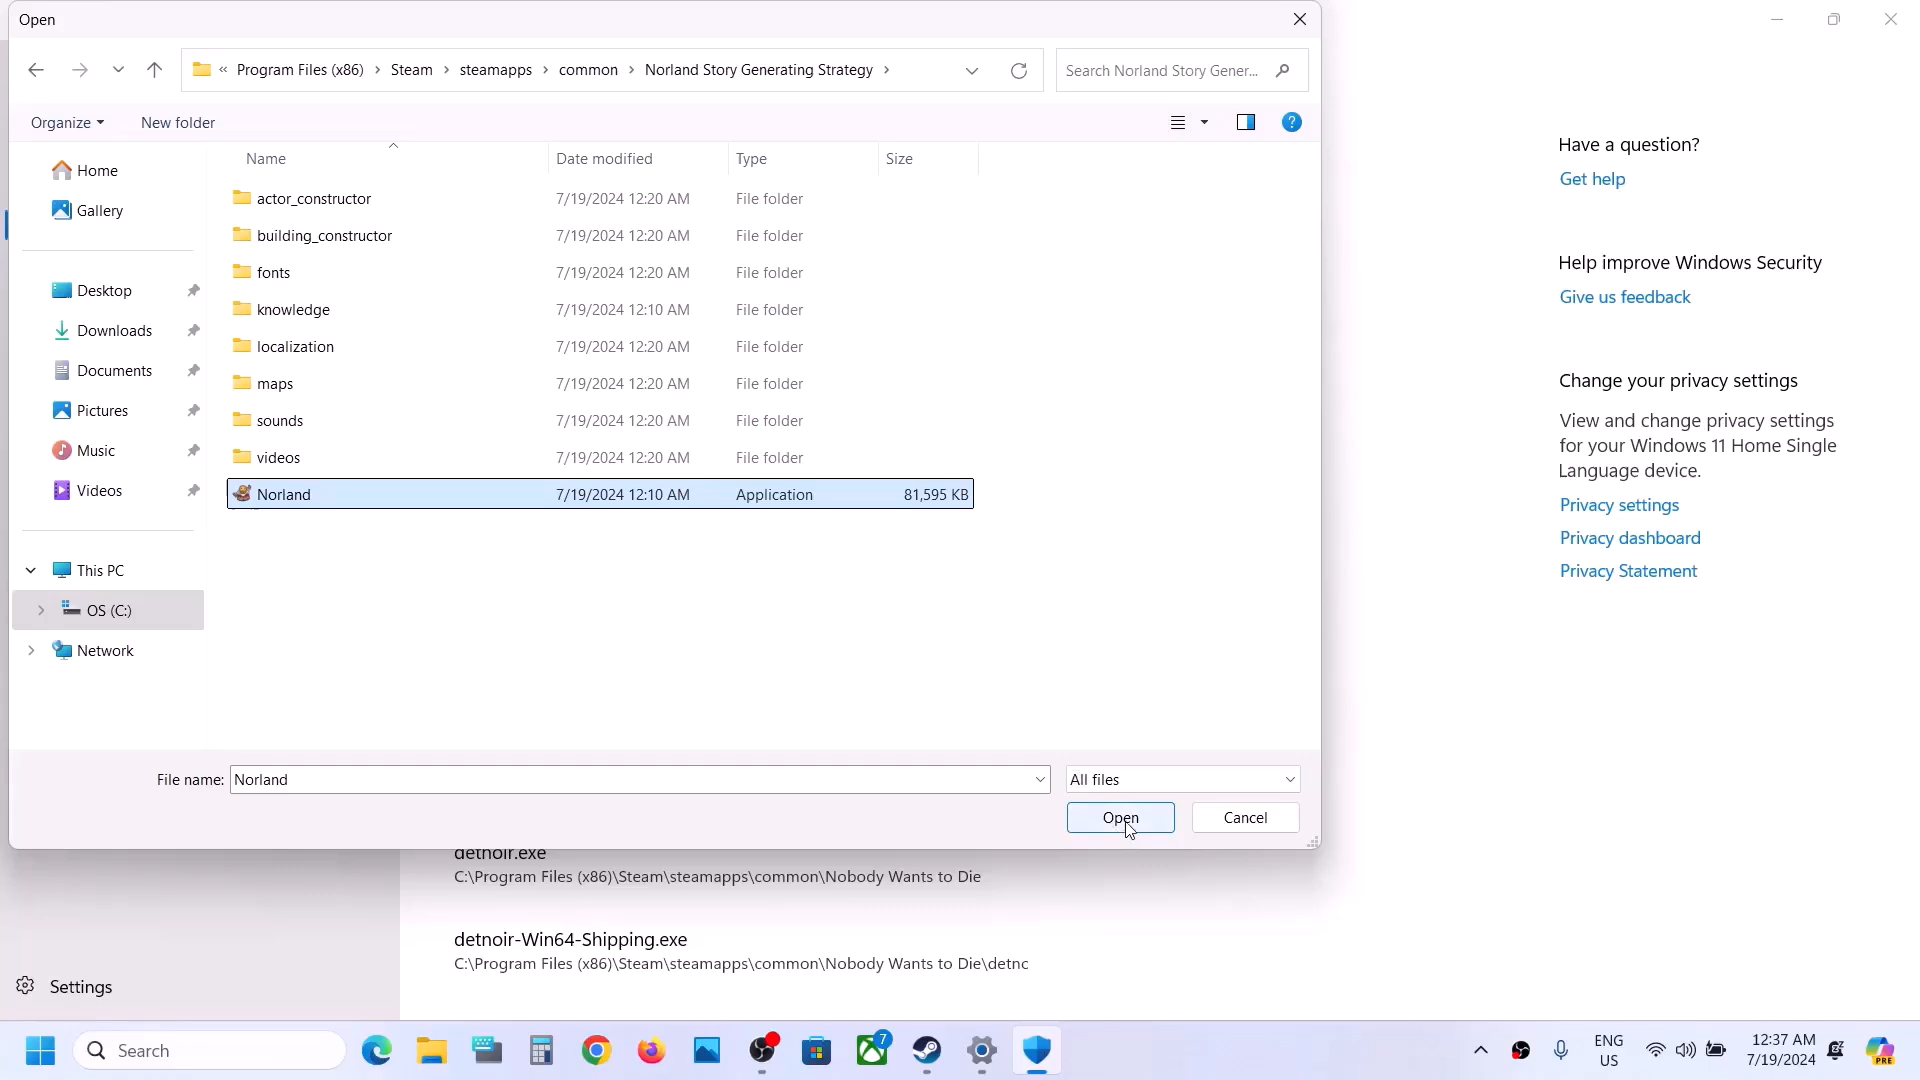 Open
« Program Files (x86) › Steam › steamapps › common › Norland Story Generating Strategy ›
Search Norland Story Gener...
Organize
New folder
Name
Date modified
Type
Size
Home
Gallery
Desktop
Downloads
Documents
Pictures
Music
Videos
This PC
OS (C:)
Network
actor_constructor 7/19/2024 12:20 AM File folder
building_constructor 7/19/2024 12:20 AM File folder
fonts 7/19/2024 12:20 AM File folder
knowledge 7/19/2024 12:10 AM File folder
localization 7/19/2024 12:20 AM File folder
maps 7/19/2024 12:20 AM File folder
sounds 7/19/2024 12:20 AM File folder
videos 7/19/2024 12:20 AM File folder
Norland 7/19/2024 12:10 AM Application 81,595 KB
File name: Norland
All files
Open
Cancel
Have a question?
Get help
Help improve Windows Security
Give us feedback
Change your privacy settings
View and change privacy settings
for your Windows 11 Home Single
Language device.
Privacy settings
Privacy dashboard
Privacy Statement
detnoir.exe
C:\Program Files (x86)\Steam\steamapps\common\Nobody Wants to Die
detnoir-Win64-Shipping.exe
C:\Program Files (x86)\Steam\steamapps\common\Nobody Wants to Die\detnc
Settings
Search
7
ENG
US
12:37 AM
7/19/2024
PRE